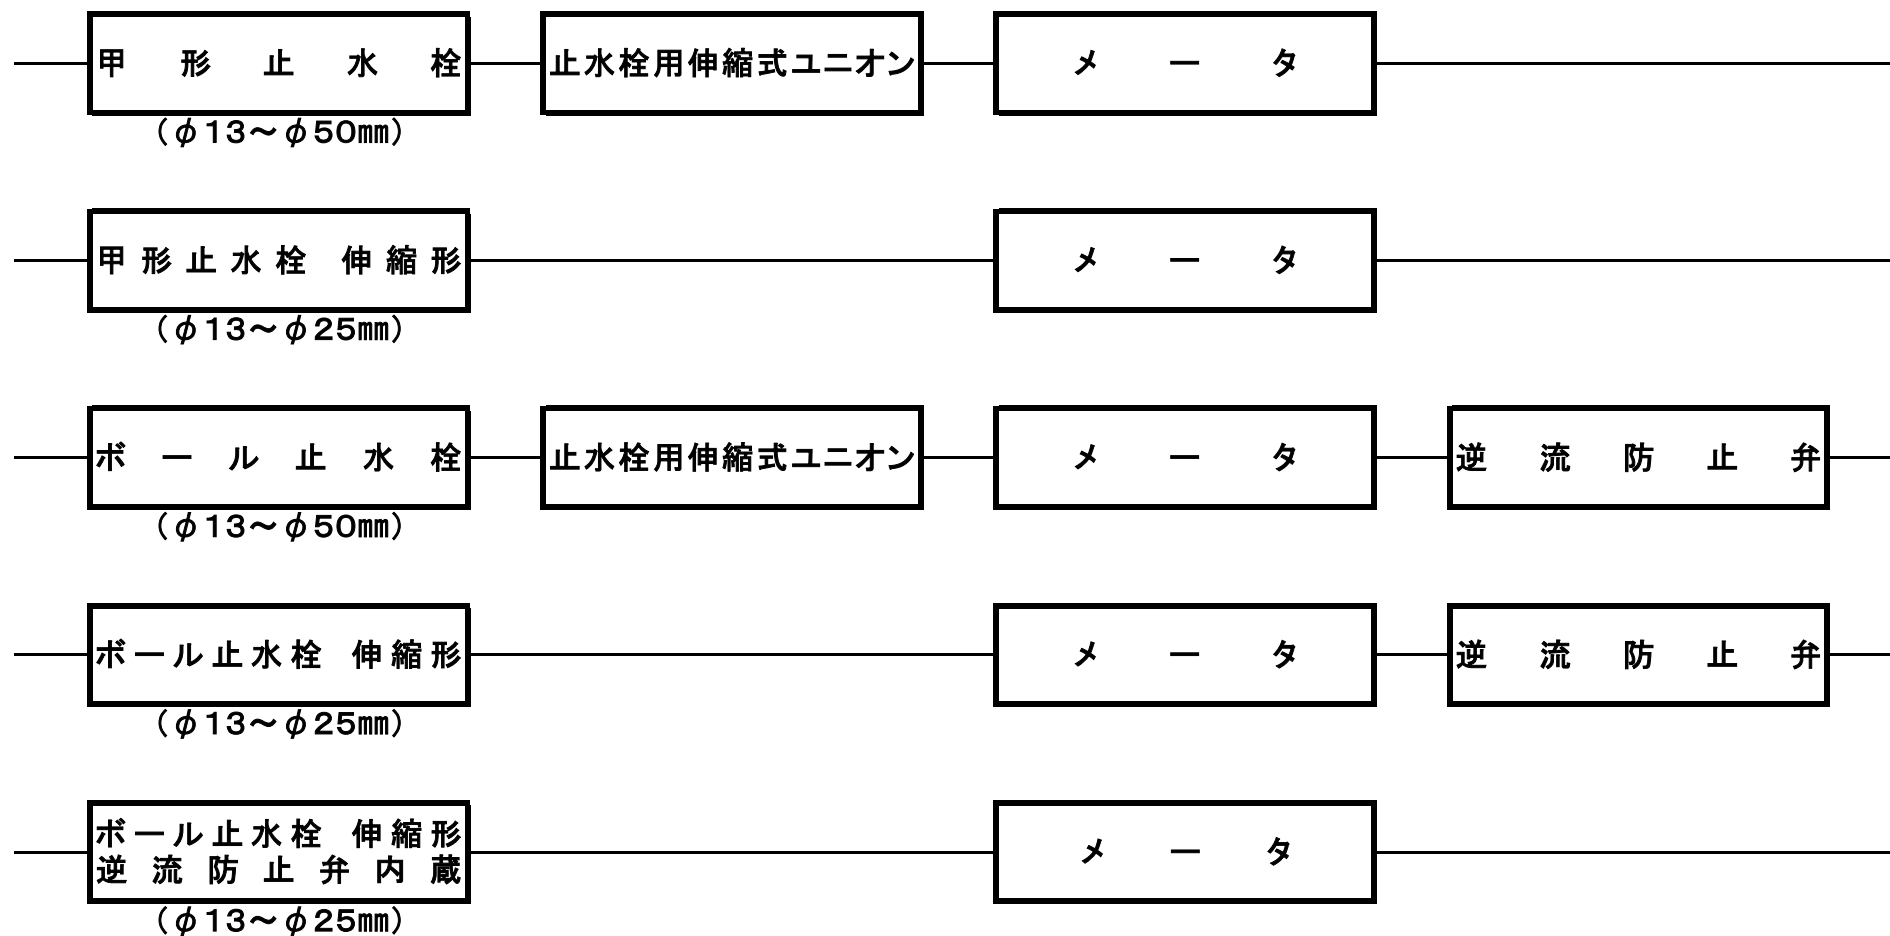 甲形止水栓 止水栓用伸縮式ユニオン メータ
（φ13～φ50㎜）
甲形止水栓 伸縮形 メータ
（φ13～φ25㎜）
ボール止水栓 止水栓用伸縮式ユニオン メータ 逆流防止弁
（φ13～φ50㎜）
ボール止水栓 伸縮形 メータ 逆流防止弁
（φ13～φ25㎜）
ボール止水栓 伸縮形
逆流防止弁内蔵
メータ
（φ13～φ25㎜）